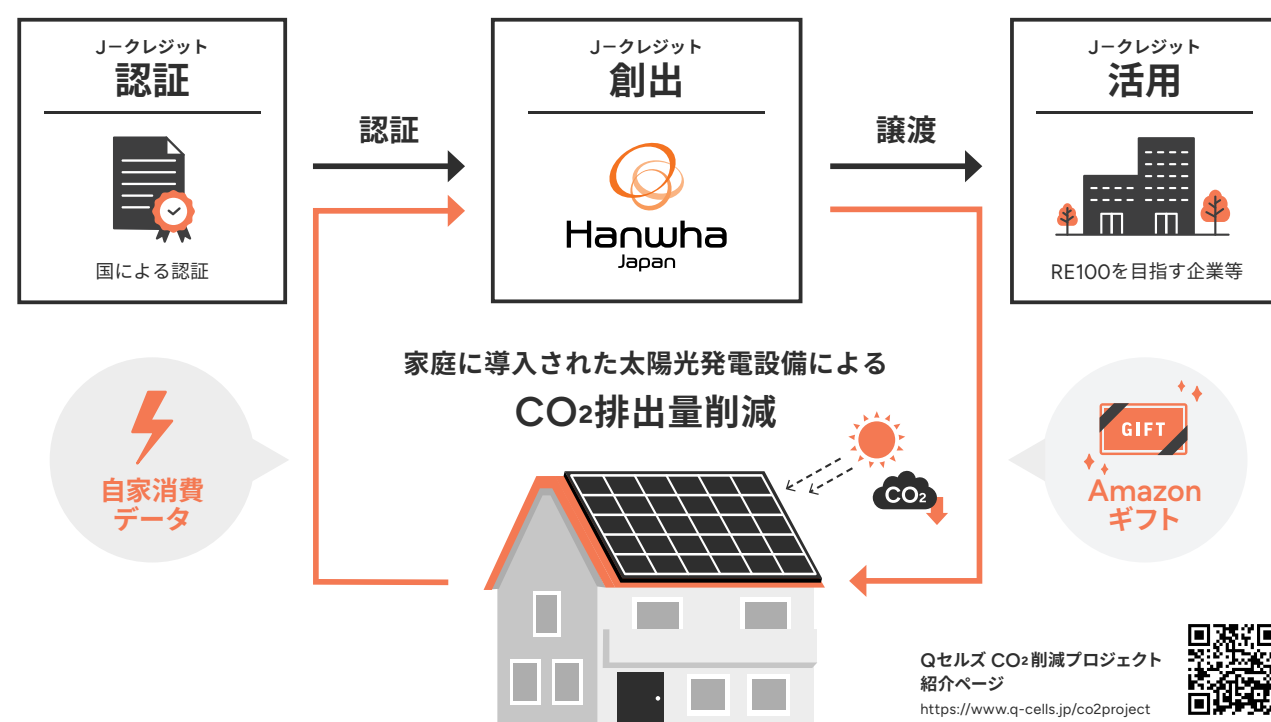 J－クレジット
認証
国による認証
認証
J－クレジット
創出
Hanwha
Japan
譲渡
J－クレジット
活用
RE100を目指す企業等
家庭に導入された太陽光発電設備による
CO₂排出量削減
自家消費
データ
CO₂
GIFT
Amazon
ギフト
Qセルズ CO₂削減プロジェクト
紹介ページ
https://www.q-cells.jp/co2project